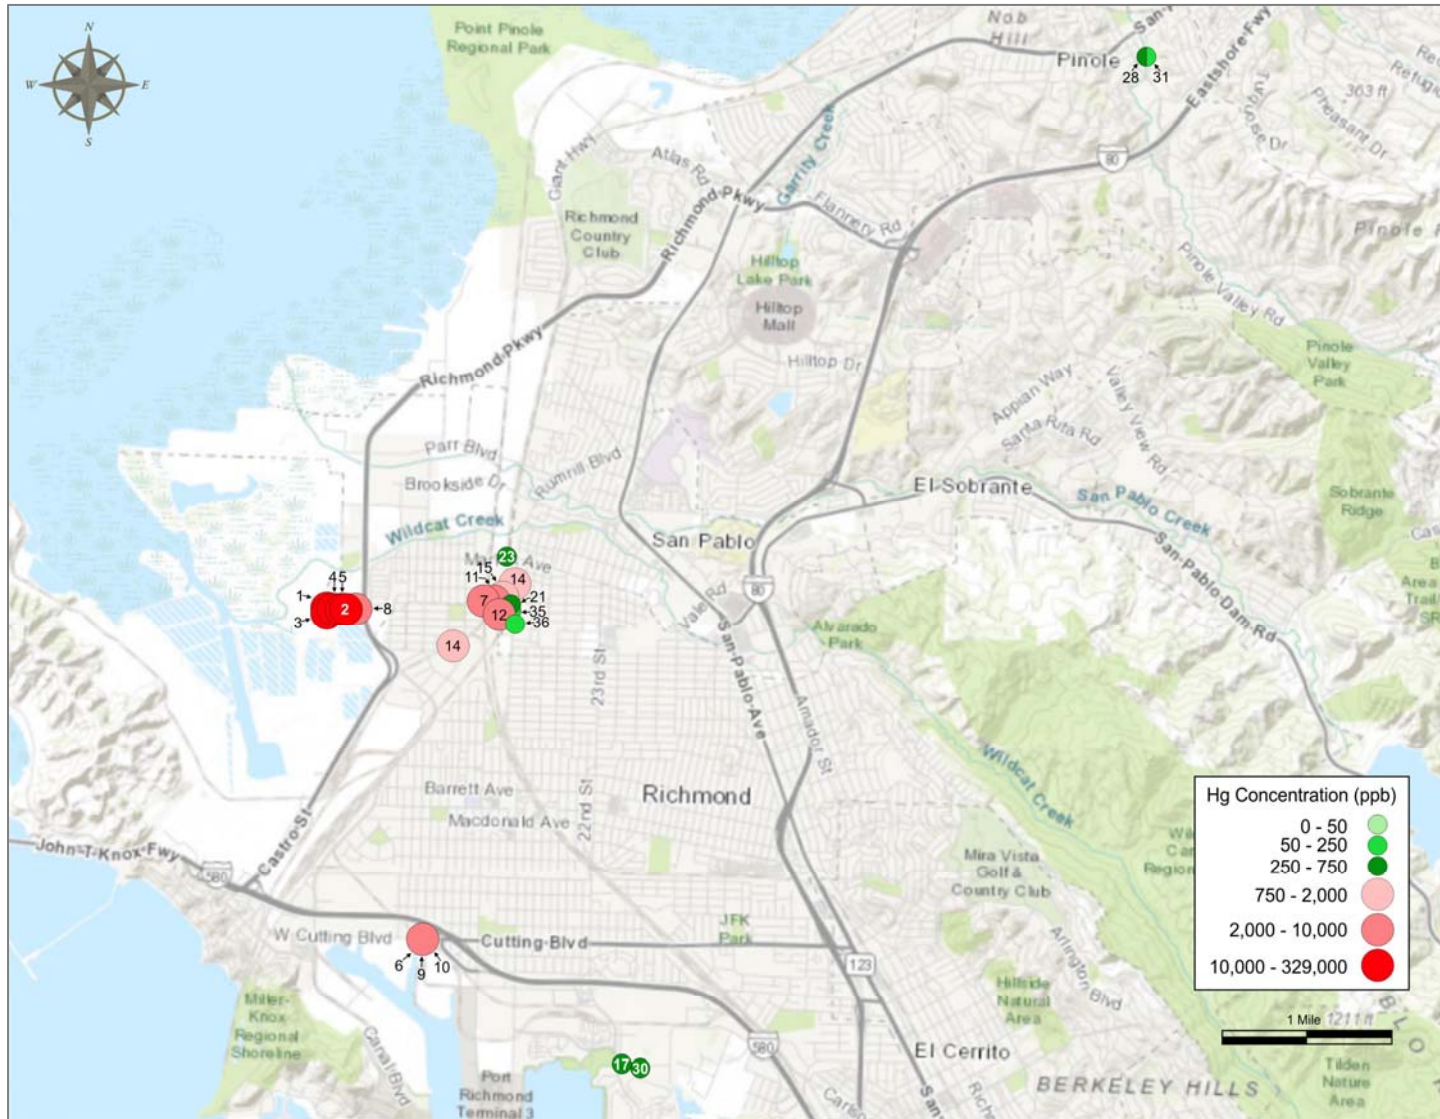 N
W
E
S
Point Pinole
Regional Park
Nob
Hill
Pinole
28
31
Eastshore Fwy
363 ft
Pheasant Dr
Giant Hwy
Atlas Rd
Garrity Creek
Richmond
Country
Club
Richmond-Pkwy
Flannery Rd
80
Hilltop
Lake Park
Hilltop
Mall
Hilltop Dr
Pinole Valley Rd
Pinole
Valley
Park
Richmond-Pkwy
Appian Way
Santa Rita Rd
Valley View Rd
Parr Blvd
Brookside Dr
Rumrill Blvd
El Sobrante
San Pablo
Creek
Sobrante
Ridge
Wildcat Creek
San Pablo
San-Pablo-Dam-Rd
23
Ave
15
11
14
45
1
2
8
3
7
21
12
35
36
14
80
Vale Rd
Alvarado
Park
23rd St
San-Pablo-Ave
Amador St
Wildcat Creek
Barrett Ave
Macdonald Ave
22nd St
Richmond
Castro-St
John-T-Knox-Fwy
580
Mira Vista
Golf &
Country Club
W Cutting Blvd
Cutting-Blvd
JFK
Park
6
9
10
123
Arlington Blvd
Hillside
Natural
Area
Miller-
Knox-
Regional
Shoreline
Canal-Blvd
Port
Richmond
Terminal 3
17
30
580
El Cerrito
BERKELEY HILLS
Tilden
Nature
Area
Hg Concentration (ppb)
0 - 50
50 - 250
250 - 750
750 - 2,000
2,000 - 10,000
10,000 - 329,000
1 Mile
1211 ft